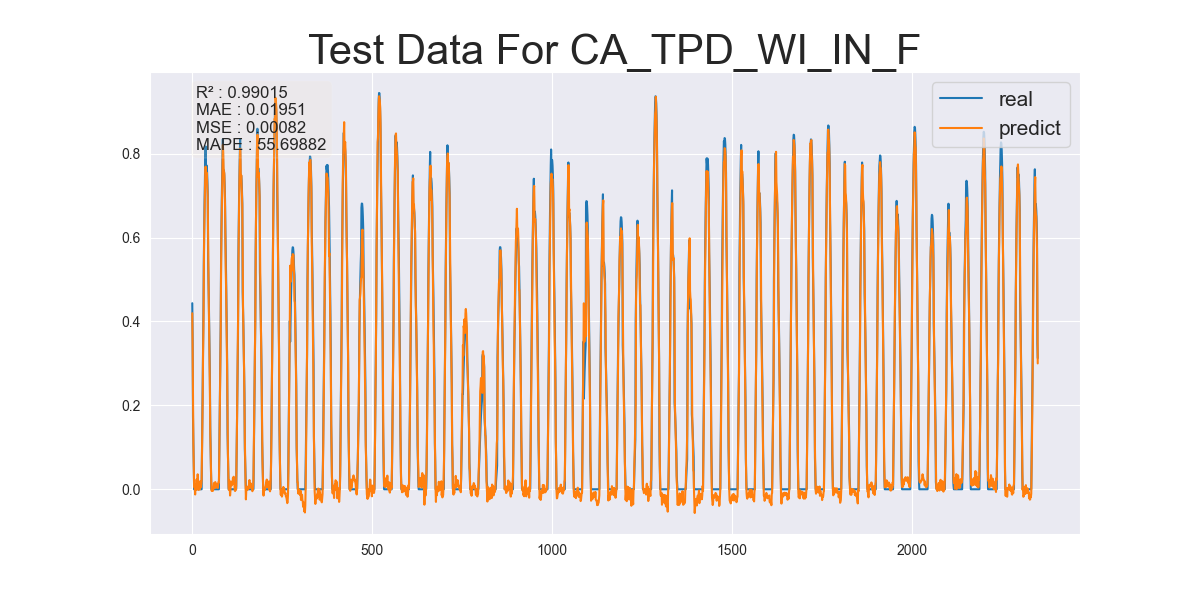 Test Data For CA_TPD_WI_IN_F
R² : 0.99015
MAE : 0.01951
MSE : 0.00082
MAPE : 55.69882
real
predict
0.8
0.6
0.4
0.2
0.0
0
500
1000
1500
2000